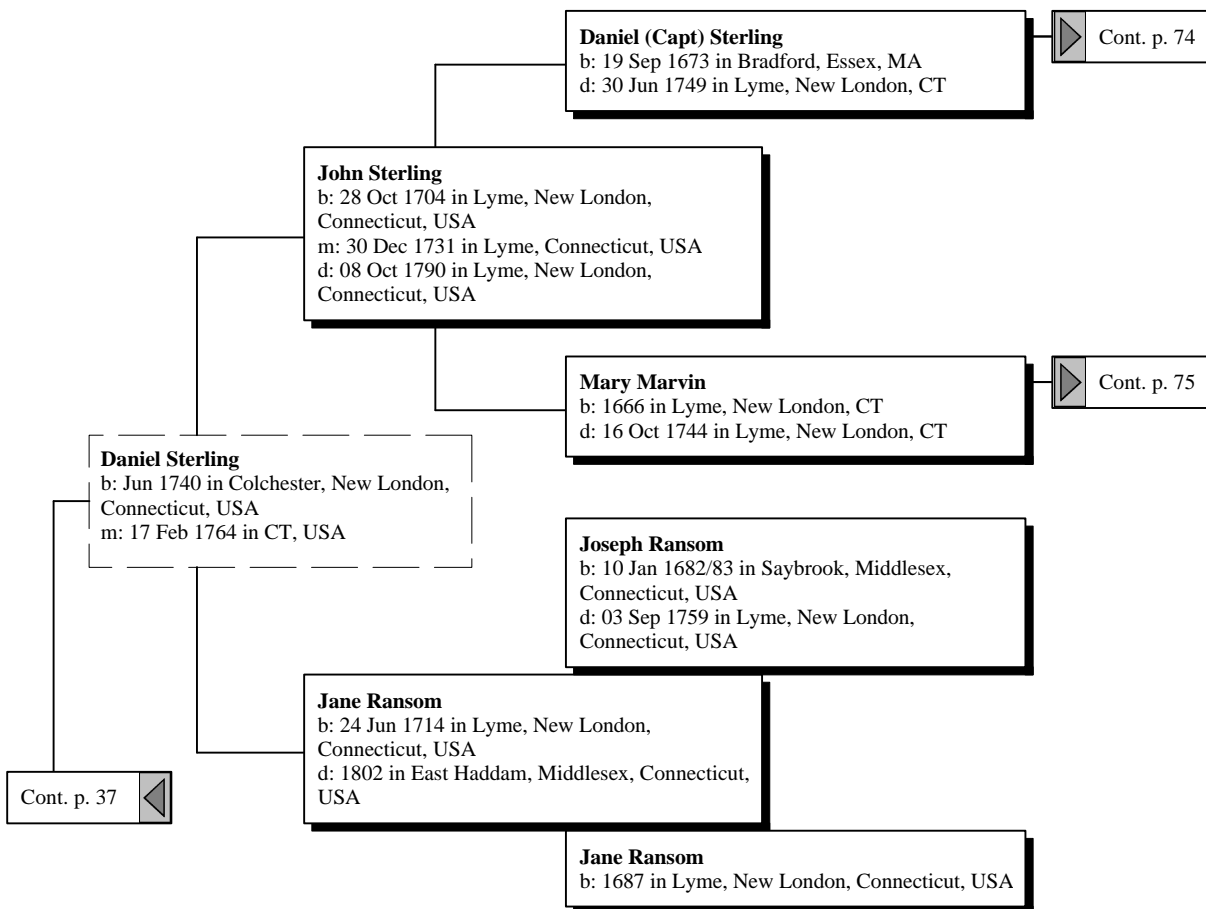 Daniel (Capt) Sterling
b: 19 Sep 1673 in Bradford, Essex, MA
d: 30 Jun 1749 in Lyme, New London, CT
Cont. p. 74
John Sterling
b: 28 Oct 1704 in Lyme, New London,
Connecticut, USA
m: 30 Dec 1731 in Lyme, Connecticut, USA
d: 08 Oct 1790 in Lyme, New London,
Connecticut, USA
Mary Marvin
b: 1666 in Lyme, New London, CT
d: 16 Oct 1744 in Lyme, New London, CT
Cont. p. 75
Daniel Sterling
b: Jun 1740 in Colchester, New London,
Connecticut, USA
m: 17 Feb 1764 in CT, USA
Joseph Ransom
b: 10 Jan 1682/83 in Saybrook, Middlesex,
Connecticut, USA
d: 03 Sep 1759 in Lyme, New London,
Connecticut, USA
Jane Ransom
b: 24 Jun 1714 in Lyme, New London,
Connecticut, USA
d: 1802 in East Haddam, Middlesex, Connecticut,
USA
Cont. p. 37
Jane Ransom
b: 1687 in Lyme, New London, Connecticut, USA